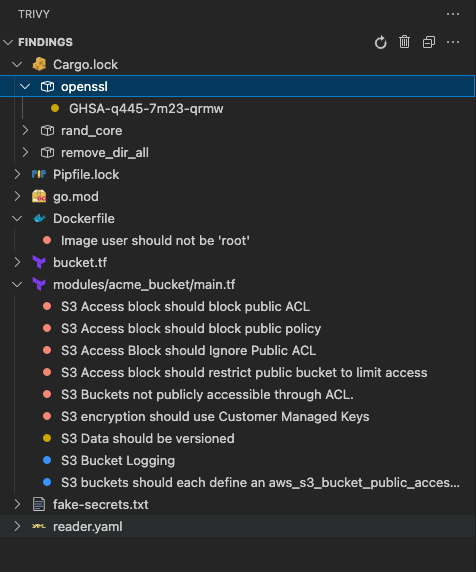 TRIVY
FINDINGS
Cargo.lock
openssl
GHSA-q445-7m23-qrmw
rand_core
remove_dir_all
Pipfile.lock
go.mod
Dockerfile
Image user should not be 'root'
bucket.tf
modules/acme_bucket/main.tf
S3 Access block should block public ACL
S3 Access block should block public policy
S3 Access Block should Ignore Public ACL
S3 Access block should restrict public bucket to limit access
S3 Buckets not publicly accessible through ACL.
S3 encryption should use Customer Managed Keys
S3 Data should be versioned
S3 Bucket Logging
S3 buckets should each define an aws_s3_bucket_public_acces...
fake-secrets.txt
reader.yaml